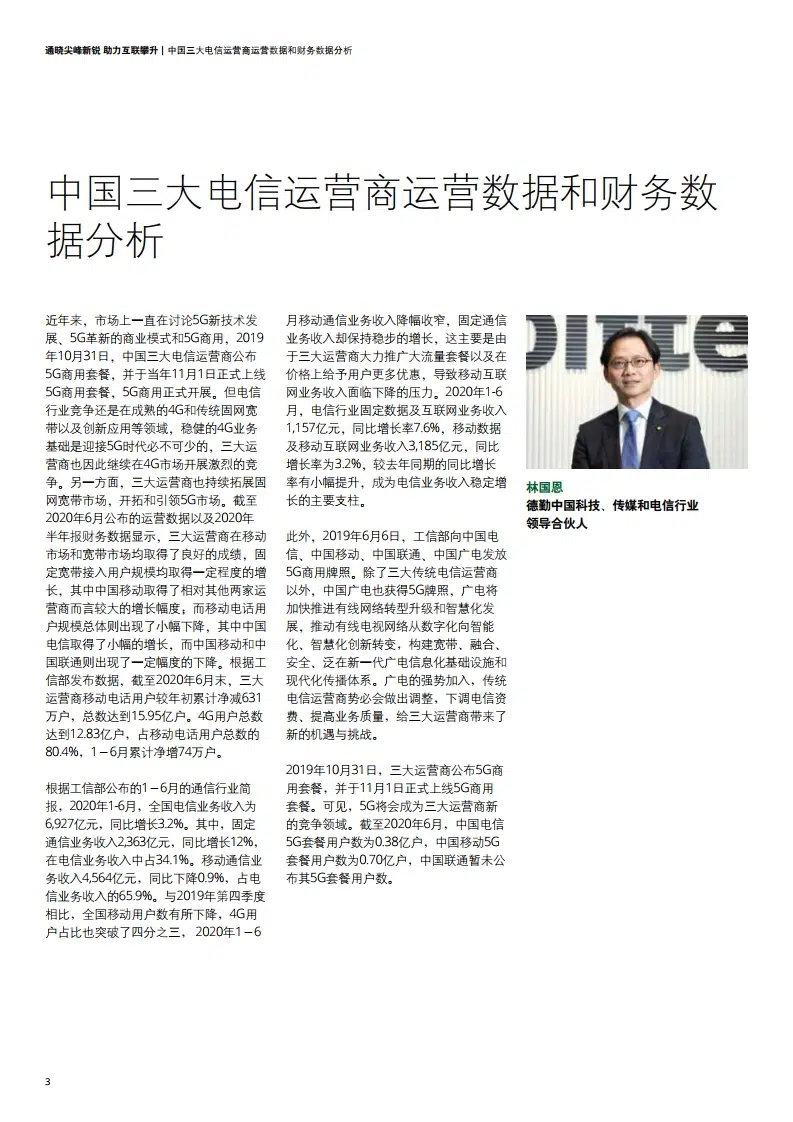 通晓尖峰新锐 助力互联攀升 | 中国三大电信运营商运营数据和财务数据分析
中国三大电信运营商运营数据和财务数
据分析
近年来，市场上一直在讨论5G新技术发
展、5G革新的商业模式和5G商用，2019
年10月31日，中国三大电信运营商公布
5G商用套餐，并于当年11月1日正式上线
5G商用套餐，5G商用正式开展。但电信
行业竞争还是在成熟的4G和传统固网宽
带以及创新应用等领域，稳健的4G业务
基础是迎接5G时代必不可少的，三大运
营商也因此继续在4G市场开展激烈的竞
争。另一方面，三大运营商也持续拓展固
网宽带市场，开拓和引领5G市场。截至
2020年6月公布的运营数据以及2020年
半年报财务数据显示，三大运营商在移动
市场和宽带市场均取得了良好的成绩，固
定宽带接入用户规模均取得一定程度的增
长，其中中国移动取得了相对其他两家运
营商而言较大的增长幅度；而移动电话用
户规模总体则出现了小幅下降，其中中国
电信取得了小幅的增长，而中国移动和中
国联通则出现了一定幅度的下降。根据工
信部发布数据，截至2020年6月末，三大
运营商移动电话用户较年初累计净减631
万户，总数达到15.95亿户。4G用户总数
达到12.83亿户，占移动电话用户总数的
80.4%，1－6月累计净增74万户。
根据工信部公布的1－6月的通信行业简
报，2020年1-6月，全国电信业务收入为
6,927亿元，同比增长3.2%。其中，固定
通信业务收入2,363亿元，同比增长12%，
在电信业务收入中占34.1%。移动通信业
务收入4,564亿元，同比下降0.9%，占电
信业务收入的65.9%。与2019年第四季度
相比，全国移动用户数有所下降，4G用
户占比也突破了四分之三， 2020年1－6
月移动通信业务收入降幅收窄，固定通信
业务收入却保持稳步的增长，这主要是由
于三大运营商大力推广大流量套餐以及在
价格上给予用户更多优惠，导致移动互联
网业务收入面临下降的压力。2020年1-6
月，电信行业固定数据及互联网业务收入
1,157亿元，同比增长率7.6%，移动数据
及移动互联网业务收入3,185亿元，同比
增长率为3.2%，较去年同期的同比增长
率有小幅提升，成为电信业务收入稳定增
长的主要支柱。
此外，2019年6月6日，工信部向中国电
信、中国移动、中国联通、中国广电发放
5G商用牌照。除了三大传统电信运营商
以外，中国广电也获得5G牌照，广电将
加快推进有线网络转型升级和智慧化发
展，推动有线电视网络从数字化向智能
化、智慧化创新转变，构建宽带、融合、
安全、泛在新一代广电信息化基础设施和
现代化传播体系。广电的强势加入，传统
电信运营商势必会做出调整，下调电信资
费、提高业务质量，给三大运营商带来了
新的机遇与挑战。
2019年10月31日，三大运营商公布5G商
用套餐，并于11月1日正式上线5G商用
套餐。可见，5G将会成为三大运营商新
的竞争领域。截至2020年6月，中国电信
5G套餐用户数为0.38亿户，中国移动5G
套餐用户数为0.70亿户，中国联通暂未公
布其5G套餐用户数。
oitte
林国恩
德勤中国科技、传媒和电信行业
领导合伙人
3